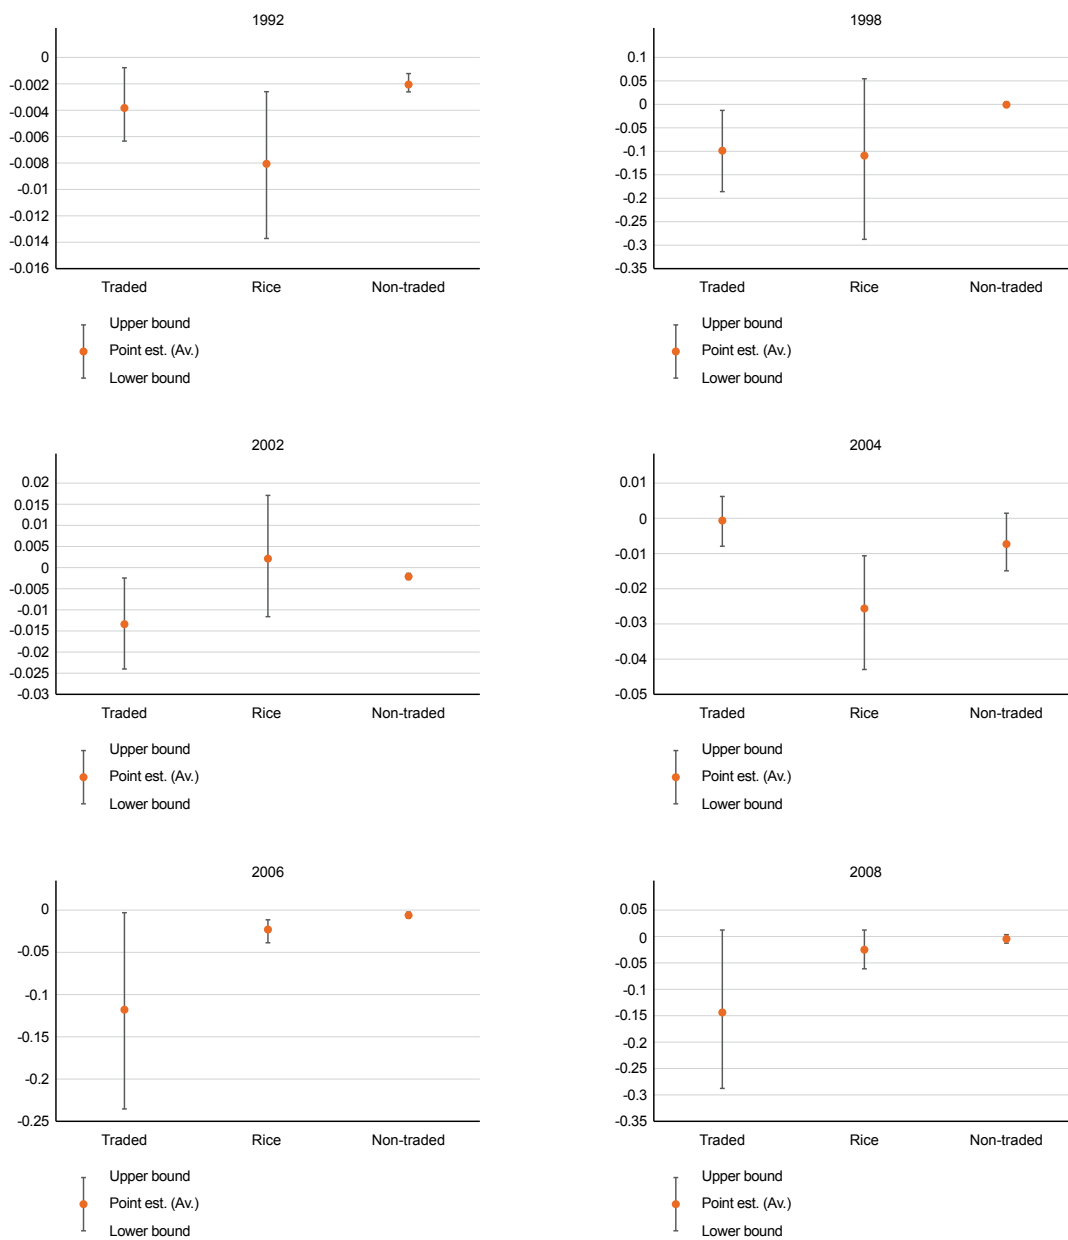 1992
0
-0.002
-0.004
-0.006
-0.008
-0.01
-0.012
-0.014
-0.016
Traded Rice Non-traded
Upper bound
Point est. (Av.)
Lower bound
1998
0.1
0.05
0
-0.05
-0.1
-0.15
-0.2
-0.25
-0.3
-0.35
Traded Rice Non-traded
Upper bound
Point est. (Av.)
Lower bound
2002
0.02
0.015
0.01
0.005
0
-0.005
-0.01
-0.015
-0.02
-0.025
-0.03
Traded Rice Non-traded
Upper bound
Point est. (Av.)
Lower bound
2004
0.01
0
-0.01
-0.02
-0.03
-0.04
-0.05
Traded Rice Non-traded
Upper bound
Point est. (Av.)
Lower bound
2006
0
-0.05
-0.1
-0.15
-0.2
-0.25
Traded Rice Non-traded
Upper bound
Point est. (Av.)
Lower bound
2008
0.05
0
-0.05
-0.1
-0.15
-0.2
-0.25
-0.3
-0.35
Traded Rice Non-traded
Upper bound
Point est. (Av.)
Lower bound